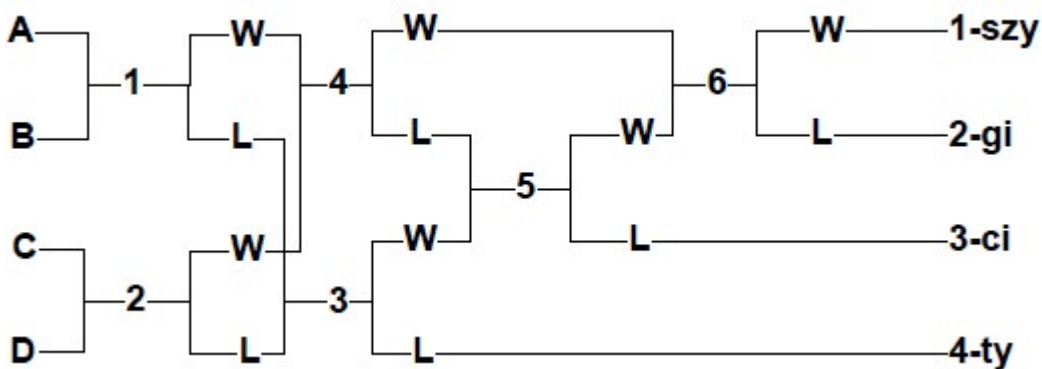 A W W W 1-szy
1 4 6
B L L W L 2-gi
5
C W W L 3-ci
2 3
D L L 4-ty